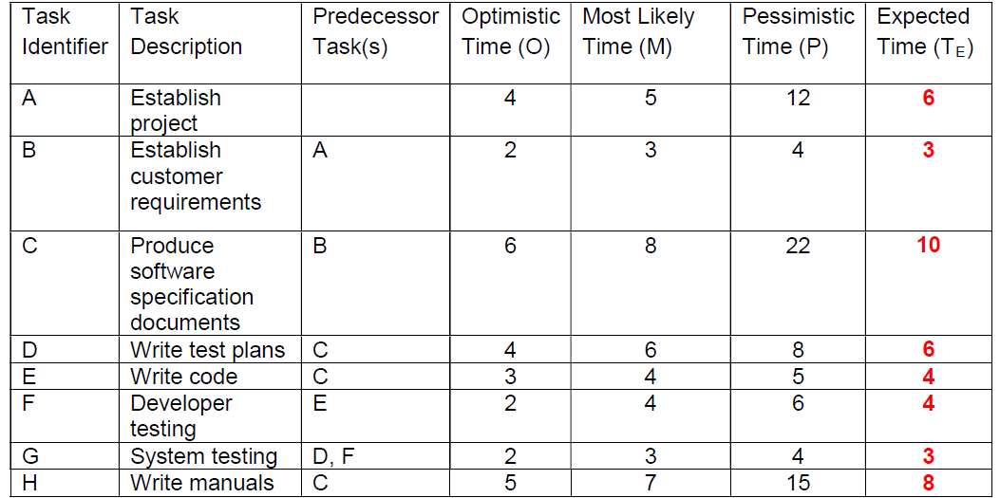 Task Identifier | Task Description | Predecessor Task(s) | Optimistic Time (O) | Most Likely Time (M) | Pessimistic Time (P) | Expected Time (TE)
A | Establish project | | 4 | 5 | 12 | 6
B | Establish customer requirements | A | 2 | 3 | 4 | 3
C | Produce software specification documents | B | 6 | 8 | 22 | 10
D | Write test plans | C | 4 | 6 | 8 | 6
E | Write code | C | 3 | 4 | 5 | 4
F | Developer testing | E | 2 | 4 | 6 | 4
G | System testing | D, F | 2 | 3 | 4 | 3
H | Write manuals | C | 5 | 7 | 15 | 8